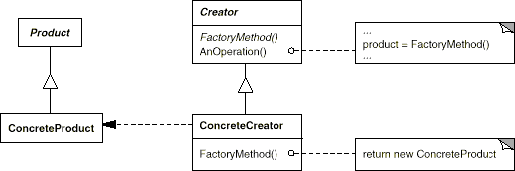 Product
ConcreteProduct
Creator
FactoryMethod()
AnOperation()
...
product = FactoryMethod()
...
ConcreteCreator
FactoryMethod()
return new ConcreteProduct